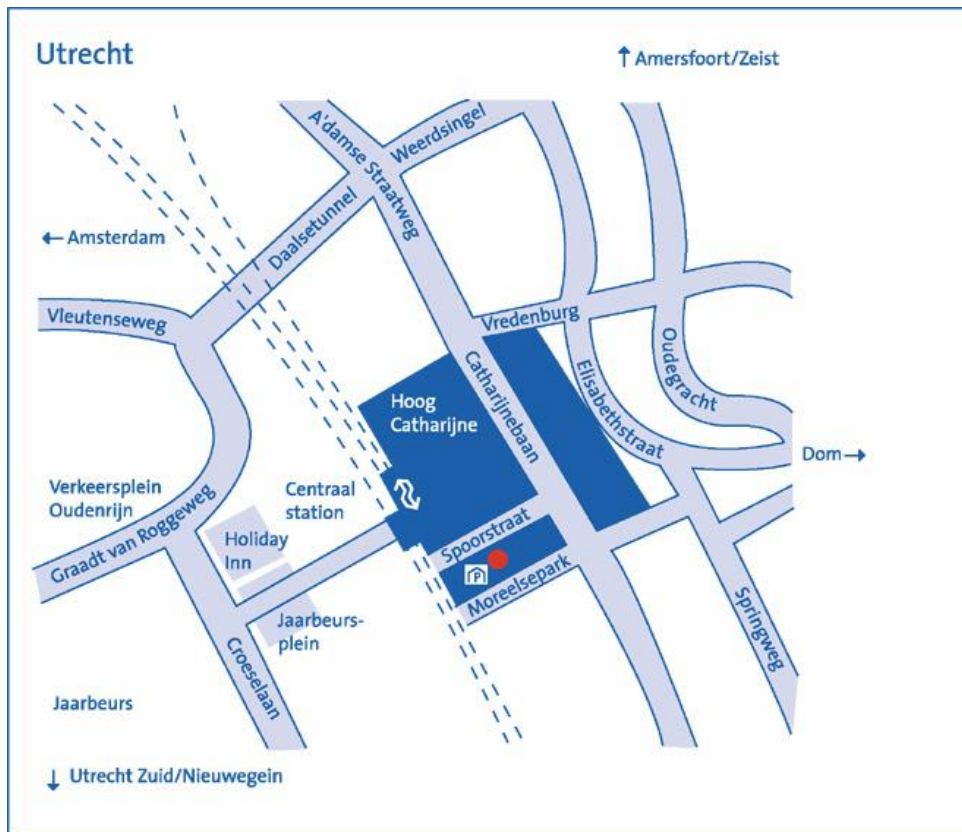 Utrecht
↑ Amersfoort/Zeist
A'damse Straatweg
Weerdsingel
← Amsterdam
Daalsetunnel
Vleutenseweg
Vredenburg
Catharijnebaan
Elisabethstraat
Oudegracht
Hoog
Catharijne
Dom →
Verkeersplein
Oudenrijn
Centraal
station
Graadt van Roggeweg
Holiday
Inn
Spoorstraat
P
Moreelsepark
Jaarbeurs-
plein
Springweg
Croeselaan
Jaarbeurs
↓ Utrecht Zuid/Nieuwegein